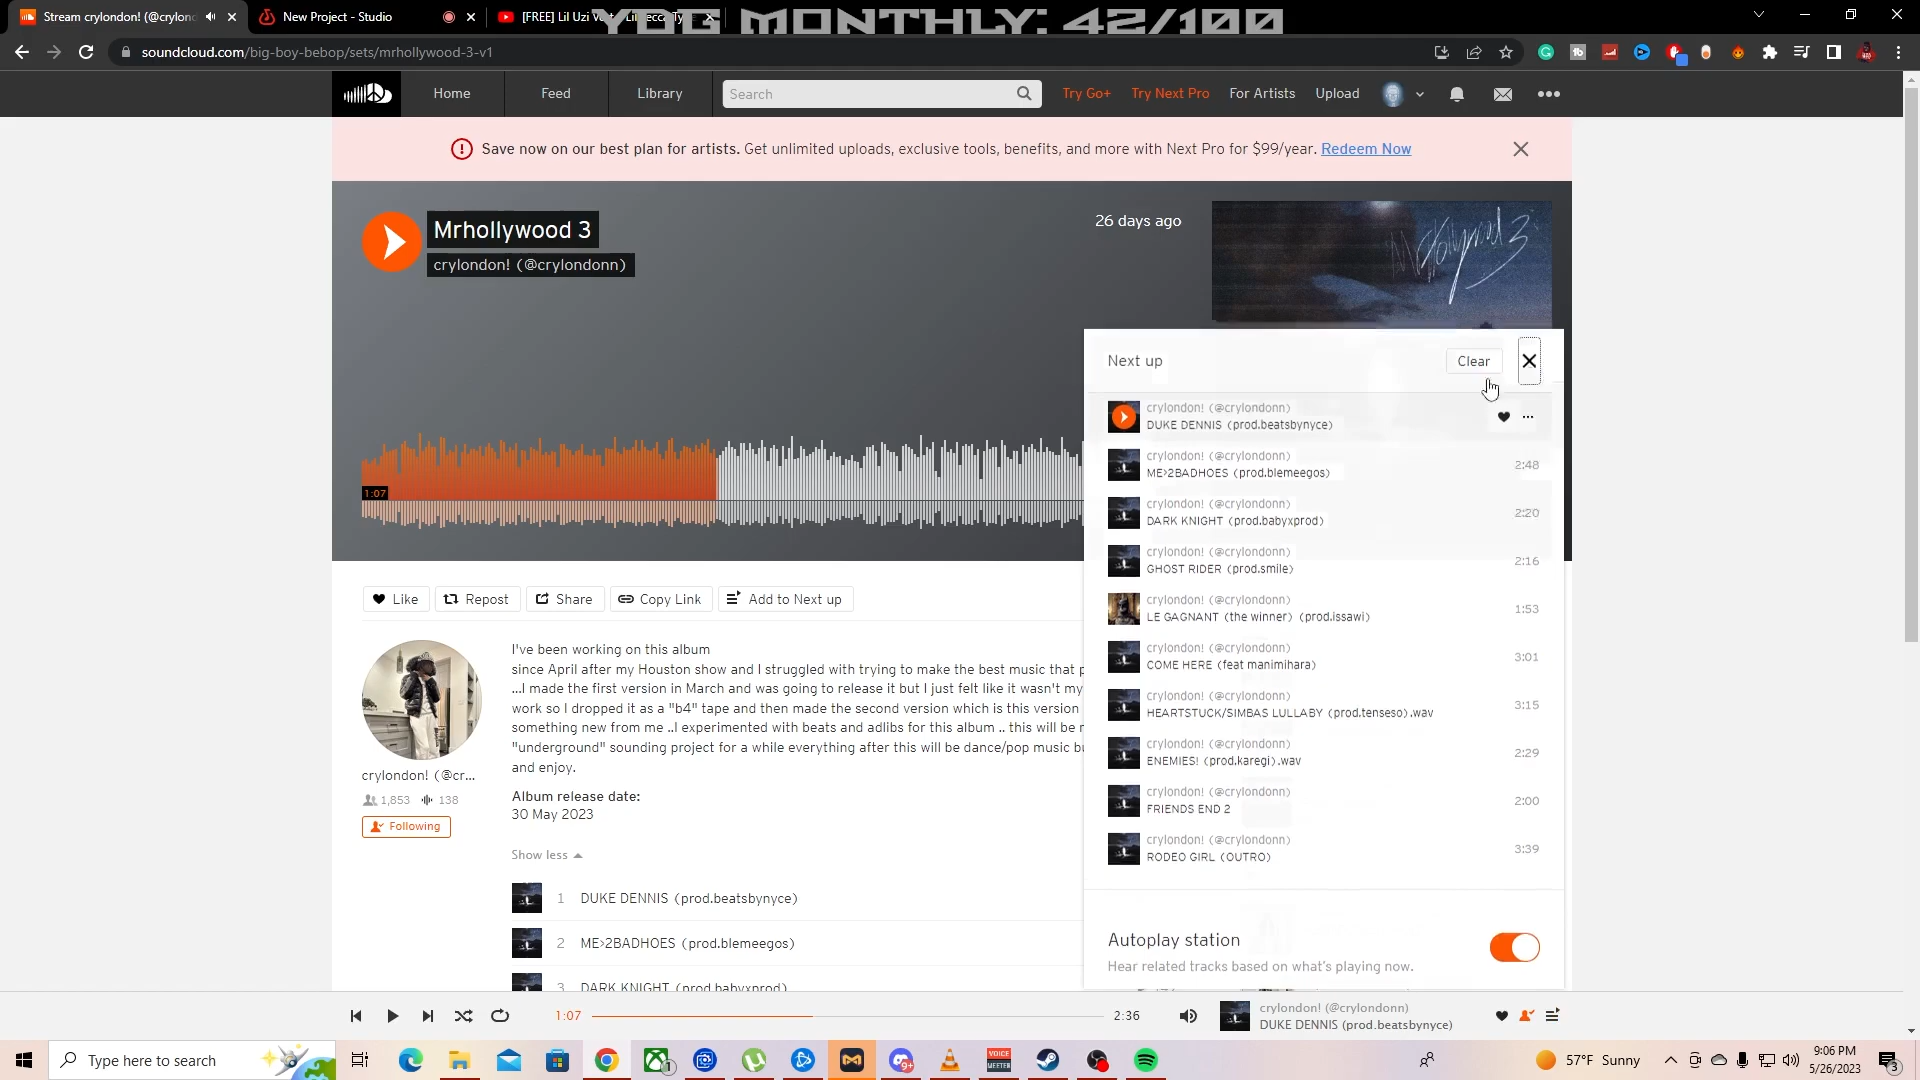 Stream crylondon! (@crylon
New Project - Studio
YDG MONTHLY: 42/100
soundcloud.com/big-boy-bebop/sets/mrhollywood-3-v1
Home
Feed
Library
Search
Try Go+
Try Next Pro
For Artists
Upload
Save now on our best plan for artists. Get unlimited uploads, exclusive tools, benefits, and more with Next Pro for $99/year. Redeem Now
Mrhollywood 3
crylondon! (@crylondonn)
26 days ago
Mrhollywood 3
1:07
Like
Repost
Share
Copy Link
Add to Next up
I've been working on this album
since April after my Houston show and I struggled with trying to make the best music that p
...I made the first version in March and was going to release it but I just felt like it wasn't my
work so I dropped it as a "b4" tape and then made the second version which is this version
something new from me ..I experimented with beats and adlibs for this album .. this will be r
"underground" sounding project for a while everything after this will be dance/pop music bu
and enjoy.
Album release date:
30 May 2023
Show less
crylondon! (@cr...
1,853
138
Following
1 DUKE DENNIS (prod.beatsbynyce)
2 ME>2BADHOES (prod.blemeegos)
3 DARK KNIGHT (prod.babyxprod)
Next up
Clear
crylondon! (@crylondonn)
DUKE DENNIS (prod.beatsbynyce)
crylondon! (@crylondonn)
ME>2BADHOES (prod.blemeegos)
2:48
crylondon! (@crylondonn)
DARK KNIGHT (prod.babyxprod)
2:20
crylondon! (@crylondonn)
GHOST RIDER (prod.smile)
2:16
crylondon! (@crylondonn)
LE GAGNANT (the winner) (prod.issawi)
1:53
crylondon! (@crylondonn)
COME HERE (feat manimihara)
3:01
crylondon! (@crylondonn)
HEARTSTUCK/SIMBAS LULLABY (prod.tenseso).wav
3:15
crylondon! (@crylondonn)
ENEMIES! (prod.karegi).wav
2:29
crylondon! (@crylondonn)
FRIENDS END 2
2:00
crylondon! (@crylondonn)
RODEO GIRL (OUTRO)
3:39
Autoplay station
Hear related tracks based on what's playing now.
1:07
2:36
crylondon! (@crylondonn)
DUKE DENNIS (prod.beatsbynyce)
Type here to search
VOICE
MEETER
57°F Sunny
9:06 PM
5/26/2023
3